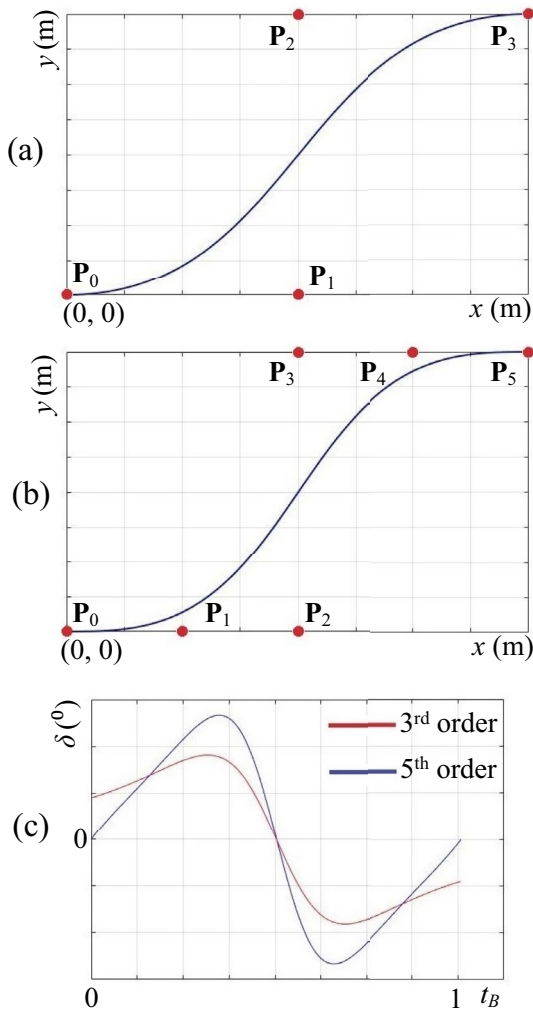 P₂
P₃
y (m)
(a)
P₀
P₁
(0, 0)
x (m)
P₃
P₄
P₅
y (m)
(b)
P₀
P₁
P₂
(0, 0)
x (m)
3ʳᵈ order
5ᵗʰ order
δ (⁰)
(c)
0
0
1
t_B